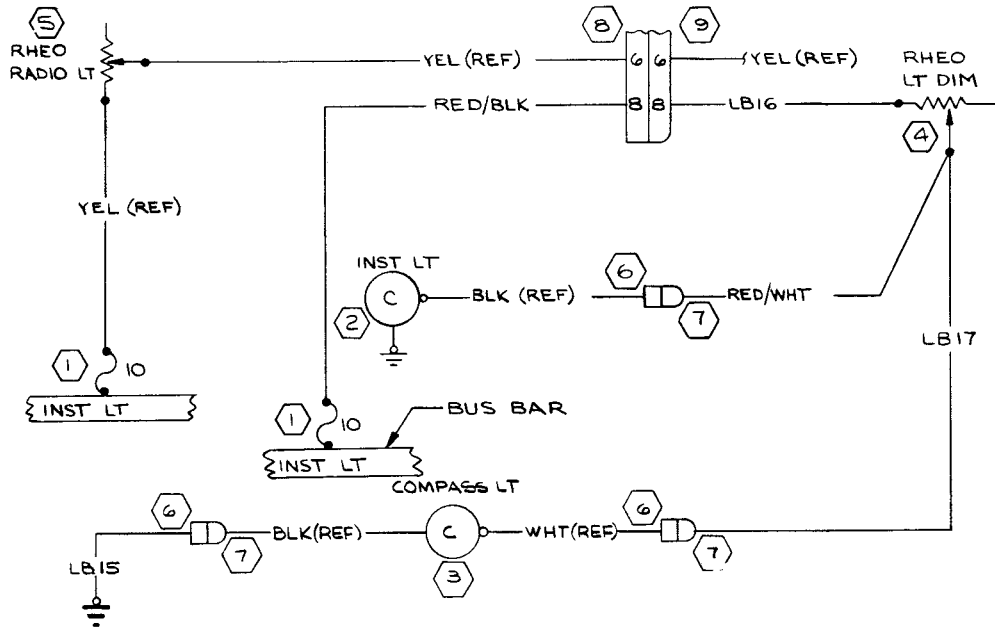 5
RHEO
RADIO LT
8
9
YEL (REF)
6 6
YEL (REF)
RHEO
LT DIM
RED/BLK
8 8
LB16
4
YEL (REF)
INST LT
C
2
BLK (REF)
6
7
RED/WHT
LB17
1
10
INST LT
1
10
BUS BAR
INST LT
COMPASS LT
6
7
BLK(REF)
C
3
WHT(REF)
6
7
LB15